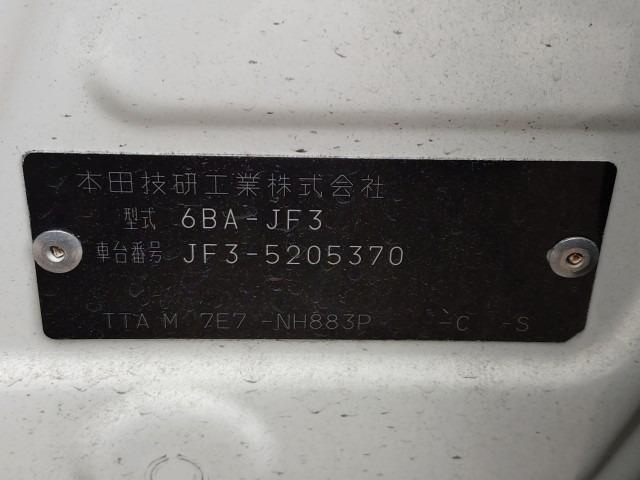 本田技研工業株式会社
型式 6BA-JF3
車台番号 JF3-5205370
TTA M 7E7 -NH883P -C -S